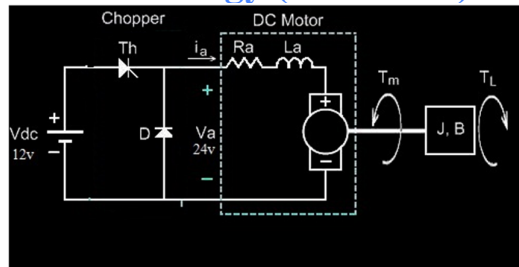 Chopper
DC Motor
Th
ia
Ra
La
+
+
+
Tm
TL
Vdc
12v
−
D
Va
24v
−
−
J, B